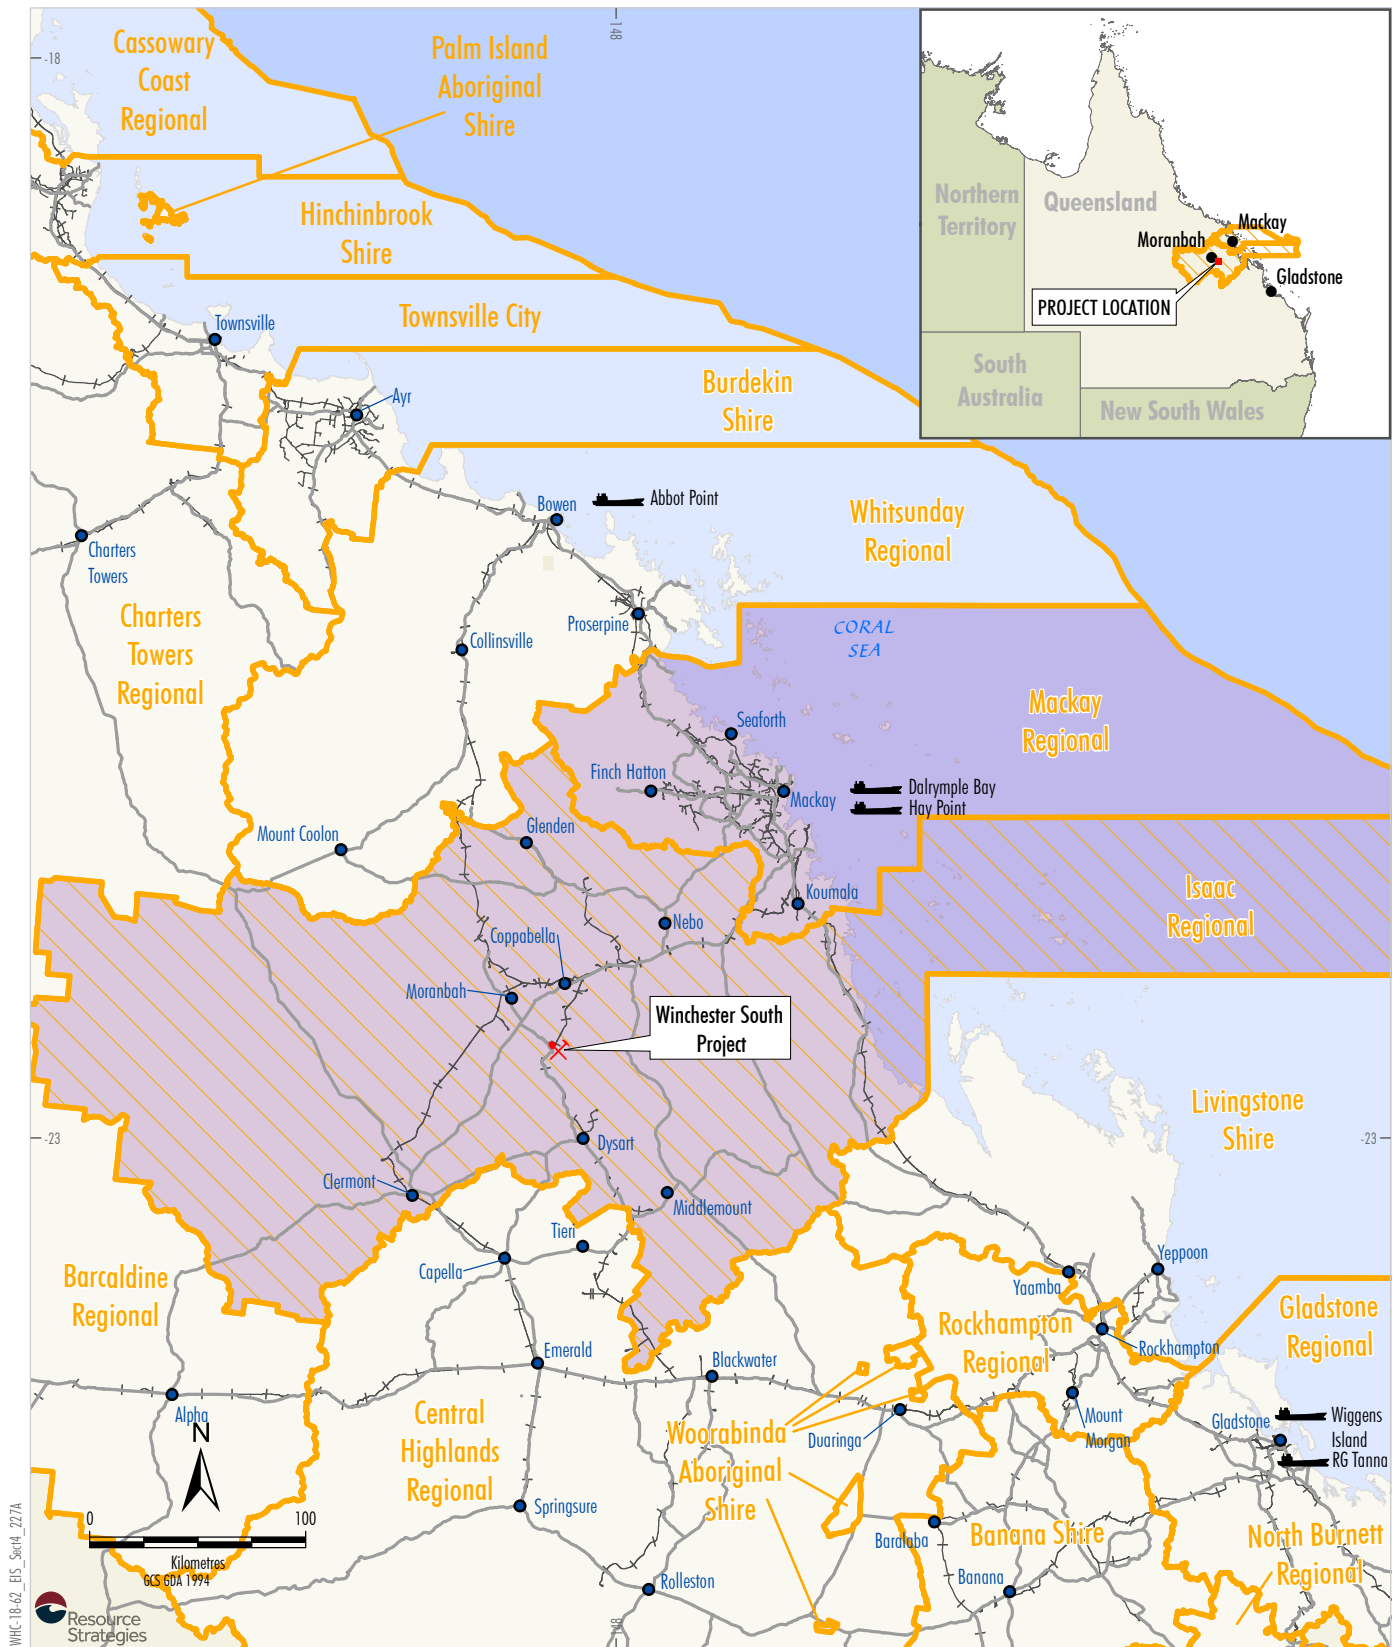 148
-18
Cassowary
Coast
Regional
Palm Island
Aboriginal
Shire
Hinchinbrook
Shire
Townsville City
Townsville
Ayr
Burdekin
Shire
Northern
Territory
Queensland
Mackay
Moranbah
Gladstone
PROJECT LOCATION
South
Australia
New South Wales
Bowen
Abbot Point
Whitsunday
Regional
Charters
Towers
Charters
Towers
Regional
Collinsville
Proserpine
CORAL
SEA
Mackay
Regional
Seaforth
Finch Hatton
Mackay
Dalrymple Bay
Hay Point
Mount Coolon
Glenden
Koumala
Isaac
Regional
Nebo
Coppabella
Moranbah
Winchester South
Project
Livingstone
Shire
-23
-23
Dysart
Clermont
Middlemount
Tieri
Capella
Yeppoon
Yaamba
Barcaldine
Regional
Gladstone
Regional
Rockhampton
Regional
Rockhampton
Emerald
Blackwater
Alpha
Central
Highlands
Regional
Woorabinda
Aboriginal
Shire
Duaringa
Mount
Morgan
Gladstone
Wiggens
Island
RG Tanna
N
0
100
Kilometres
GCS GDA 1994
Springsure
Baralaba
Banana Shire
North Burnett
Regional
Rolleston
Banana
148
WHC-18-62_EIS_Sect4_227A
Resource
Strategies